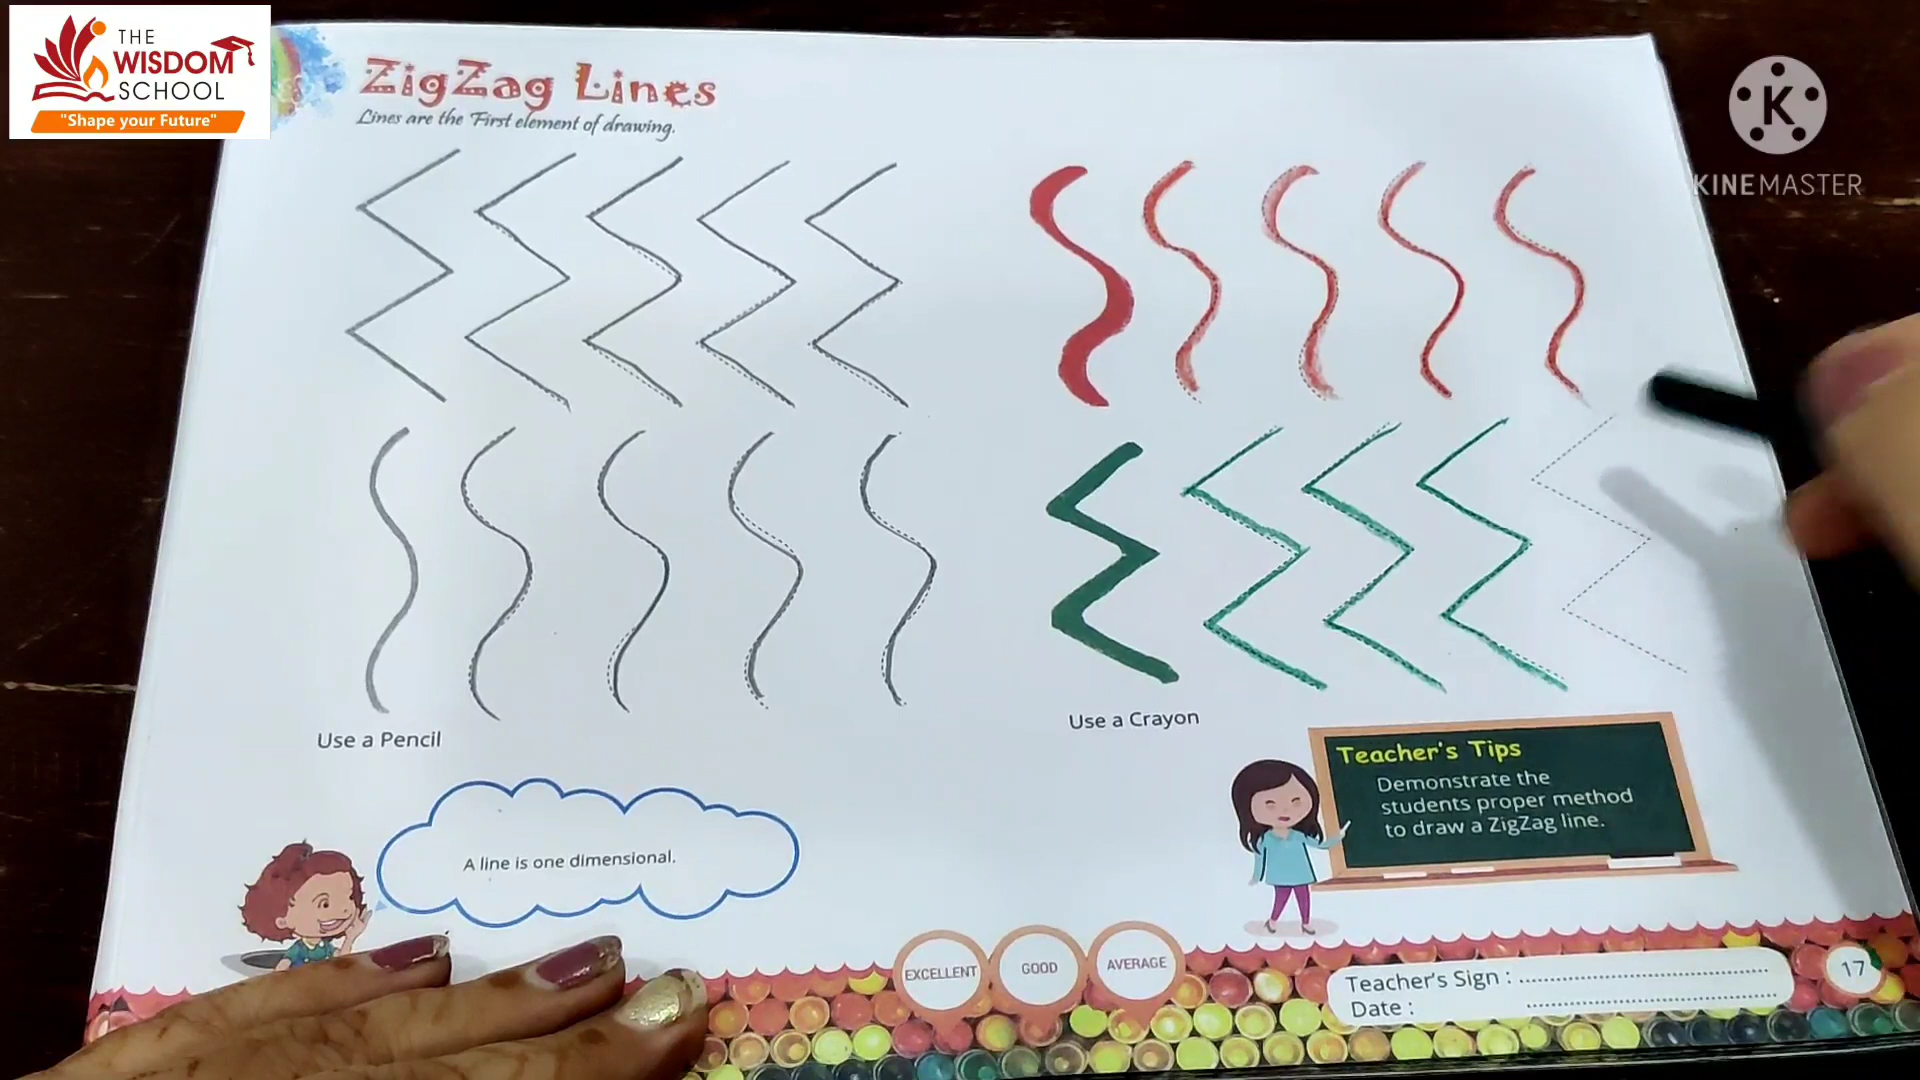 THE
WISDOM
SCHOOL
"Shape your Future"
ZigZag Lines
Lines are the First element of drawing.
K
KINEMASTER
Use a Pencil
Use a Crayon
Teacher's Tips
Demonstrate the
students proper method
to draw a ZigZag line.
A line is one dimensional.
EXCELLENT
GOOD
AVERAGE
Teacher's Sign : ........................................
Date : ........................................
17